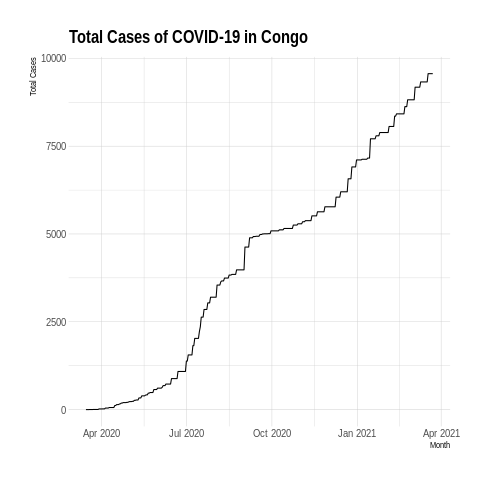 Total Cases of COVID-19 in Congo
Total Cases
10000
7500
5000
2500
0
Apr 2020 Jul 2020 Oct 2020 Jan 2021 Apr 2021
Month